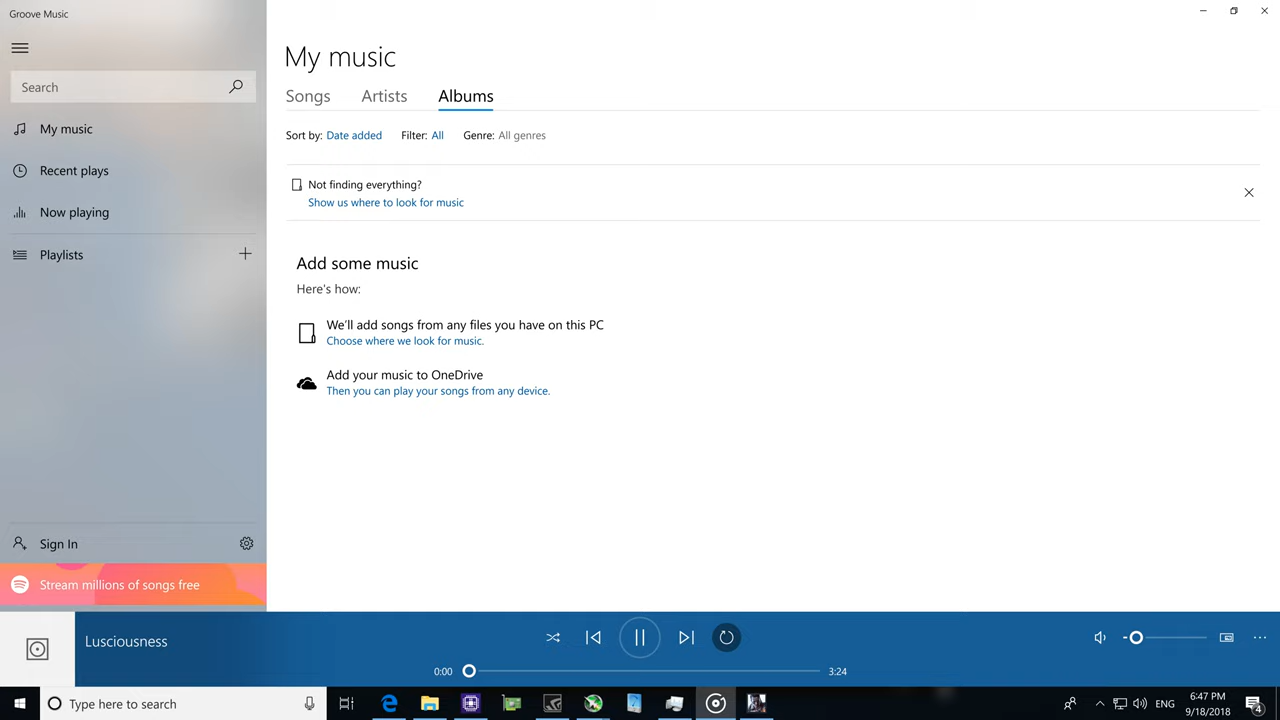 Groove Music
Search
My music
Recent plays
Now playing
Playlists
Sign In
Stream millions of songs free
My music
Songs Artists Albums
Sort by: Date added Filter: All Genre: All genres
Not finding everything?
Show us where to look for music
Add some music
Here's how:
We'll add songs from any files you have on this PC
Choose where we look for music.
Add your music to OneDrive
Then you can play your songs from any device.
Lusciousness
0:00 3:24
Type here to search
ENG
6:47 PM
9/18/2018
4